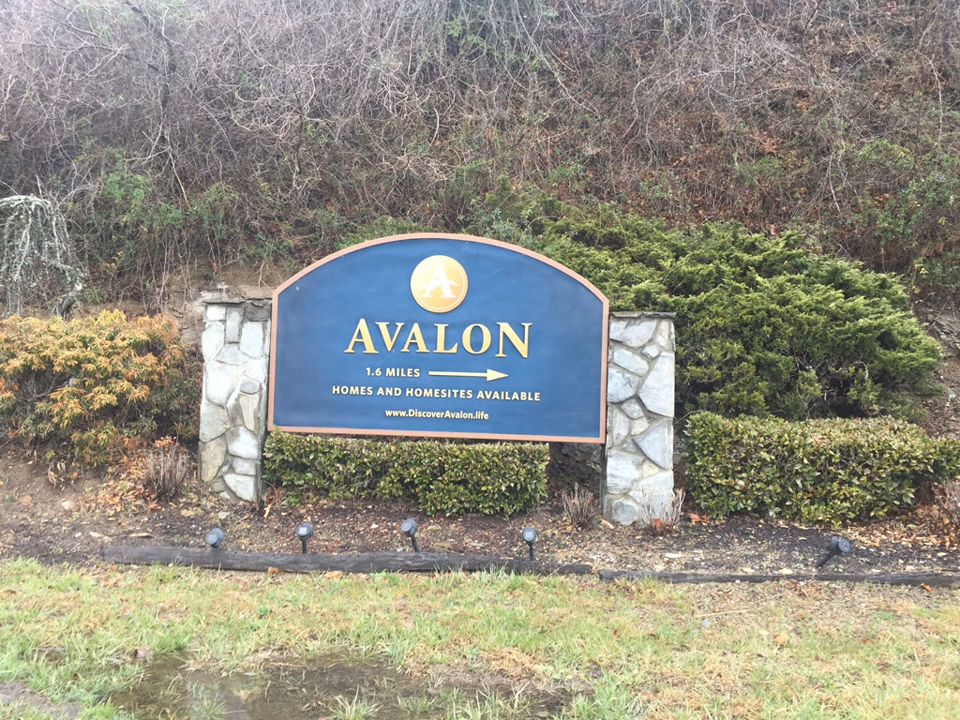 A
AVALON
1.6 MILES
HOMES AND HOMESITES AVAILABLE
www.DiscoverAvalon.life